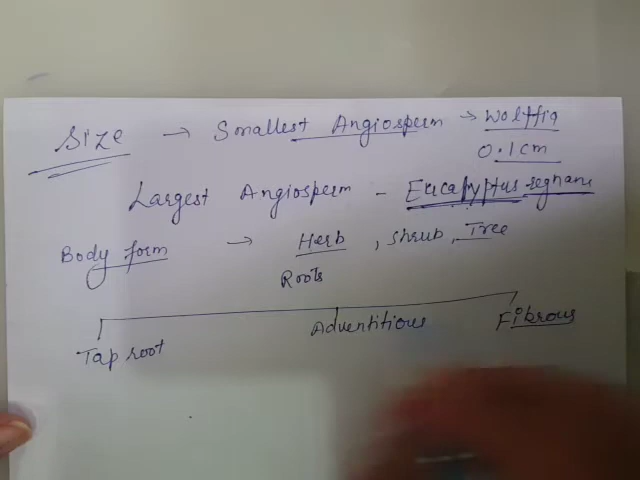 Size → Smallest Angiosperm → Wolffia
0.1cm
Largest Angiosperm - Eucalyptus regnans
Body form → Herb, Shrub, Tree
Roots
Tap root Adventitious Fibrous